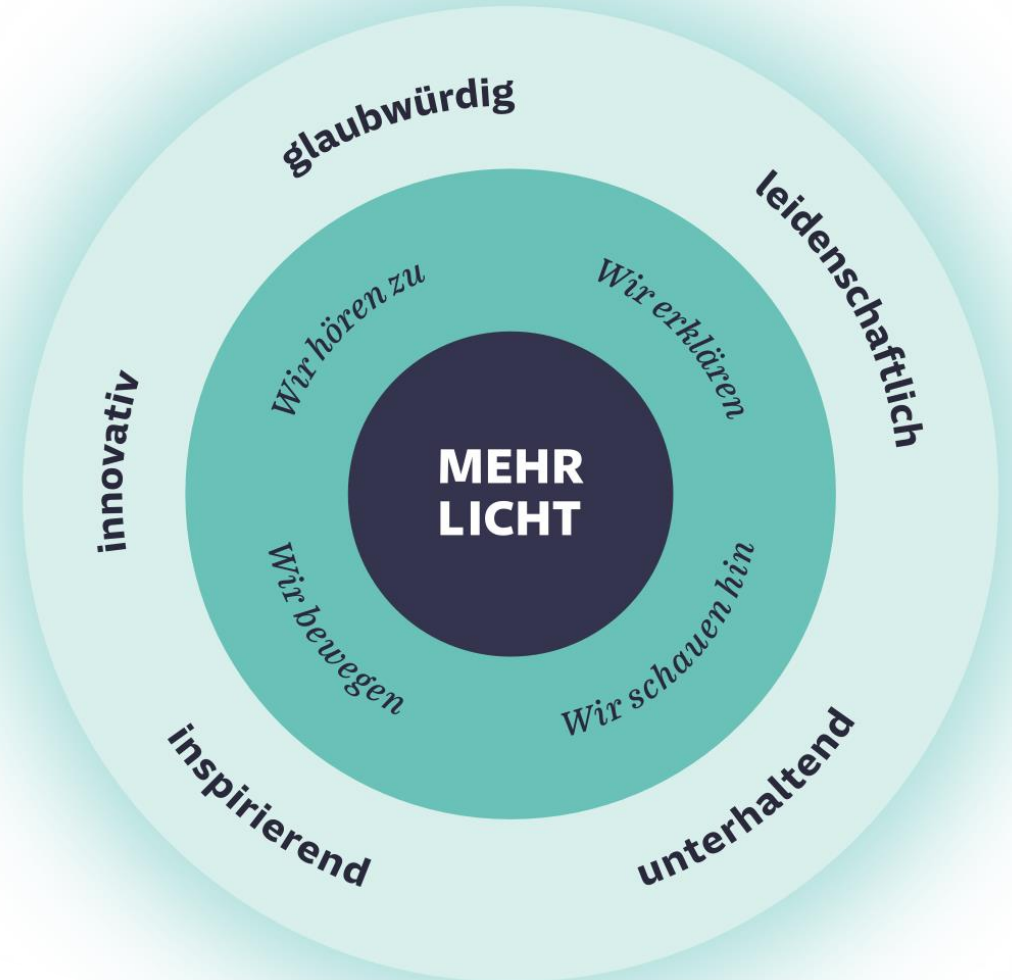 glaubwürdig
leidenschaftlich
Wir hören zu
Wir erklären
innovativ
MEHR
LICHT
Wir bewegen
Wir schauen hin
inspirierend
unterhaltend